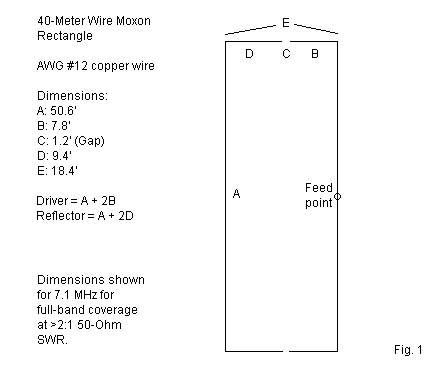 40-Meter Wire Moxon
Rectangle
AWG #12 copper wire
Dimensions:
A: 50.6'
B: 7.8'
C: 1.2' (Gap)
D: 9.4'
E: 18.4'
Driver = A + 2B
Reflector = A + 2D
Dimensions shown
for 7.1 MHz for
full-band coverage
at >2:1 50-Ohm
SWR.
E
D C B
A
Feed
point
Fig. 1